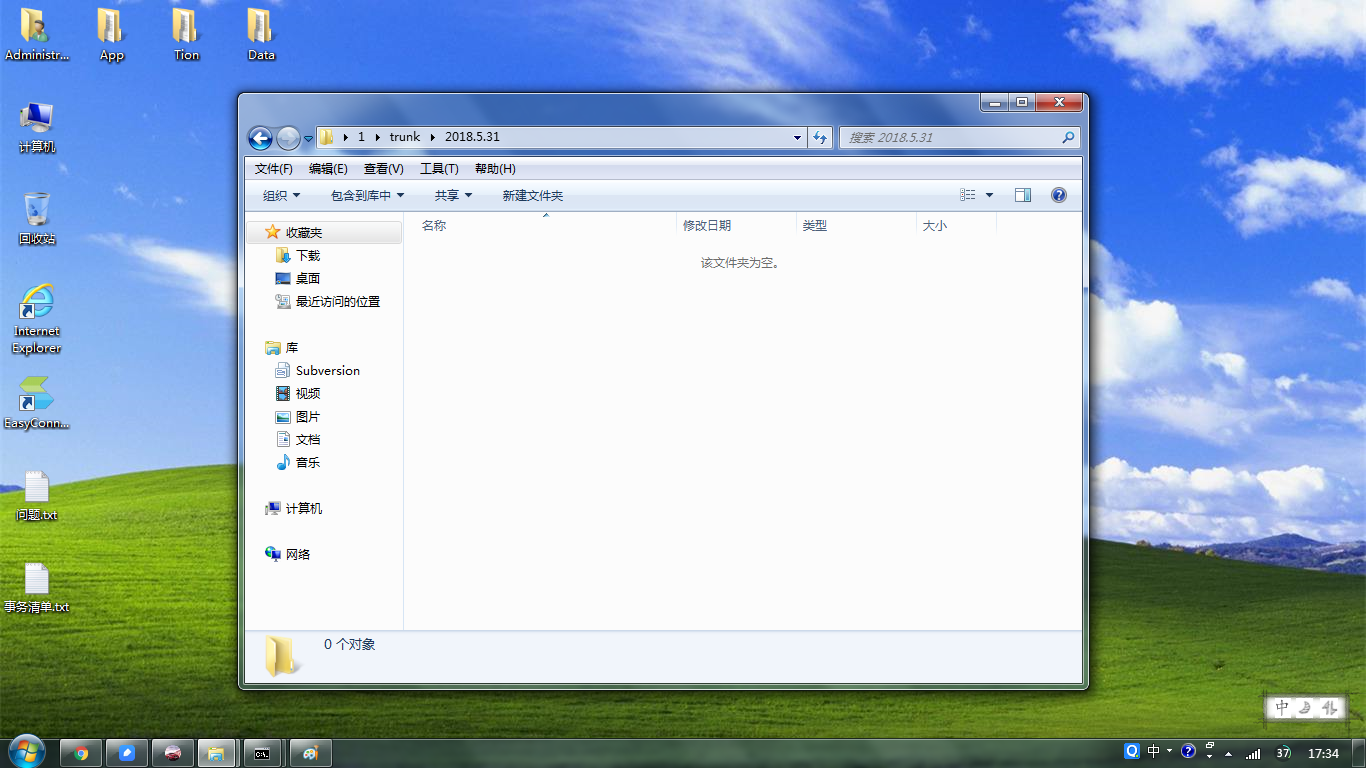 Administr...
App
Tion
Data
计算机
回收站
Internet
Explorer
EasyConn...
问题.txt
事务清单.txt
1 trunk 2018.5.31
搜索 2018.5.31
文件(F) 编辑(E) 查看(V) 工具(T) 帮助(H)
组织 包含到库中 共享 新建文件夹
名称 修改日期 类型 大小
该文件夹为空。
收藏夹
下载
桌面
最近访问的位置
库
Subversion
视频
图片
文档
音乐
计算机
网络
0 个对象
中
C:\.
中
37
17:34